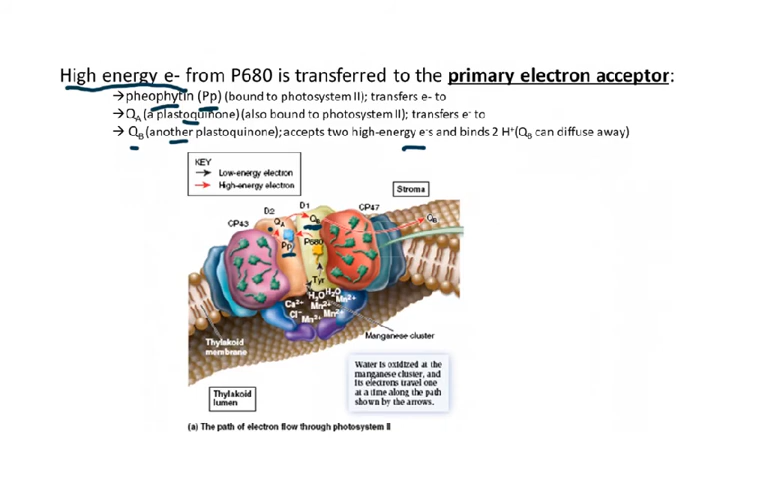 High energy e- from P680 is transferred to the primary electron acceptor:
→pheophytin (Pp) (bound to photosystem II); transfers e- to
→QA (a plastoquinone) (also bound to photosystem II); transfers e⁻ to
→ QB (another plastoquinone); accepts two high-energy e⁻s and binds 2 H⁺(QB can diffuse away)
KEY
Low-energy electron
High-energy electron
Stroma
D1
D2
CP43
CP47
QA
QB
QB
Pp
P680
Tyr
H₂O H₂O
Ca²⁺ Mn²⁺ Mn²⁺
Cl⁻ Mn²⁺ Mn²⁺
Manganese cluster
Thylakoid
membrane
Water is oxidized at the
manganese cluster, and
its electrons travel one
at a time along the path
shown by the arrows.
Thylakoid
lumen
(a) The path of electron flow through photosystem II